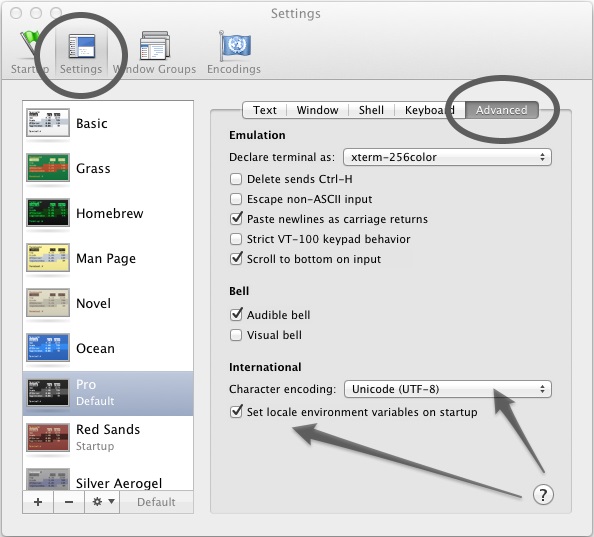 Settings
Startup Settings Window Groups Encodings
Text Window Shell Keyboard Advanced
Basic
Grass
Homebrew
Man Page
Novel
Ocean
Pro
Default
Red Sands
Startup
Silver Aerogel
+ − Default
Emulation
Declare terminal as: xterm-256color
Delete sends Ctrl-H
Escape non-ASCII input
Paste newlines as carriage returns
Strict VT-100 keypad behavior
Scroll to bottom on input
Bell
Audible bell
Visual bell
International
Character encoding: Unicode (UTF-8)
Set locale environment variables on startup
?